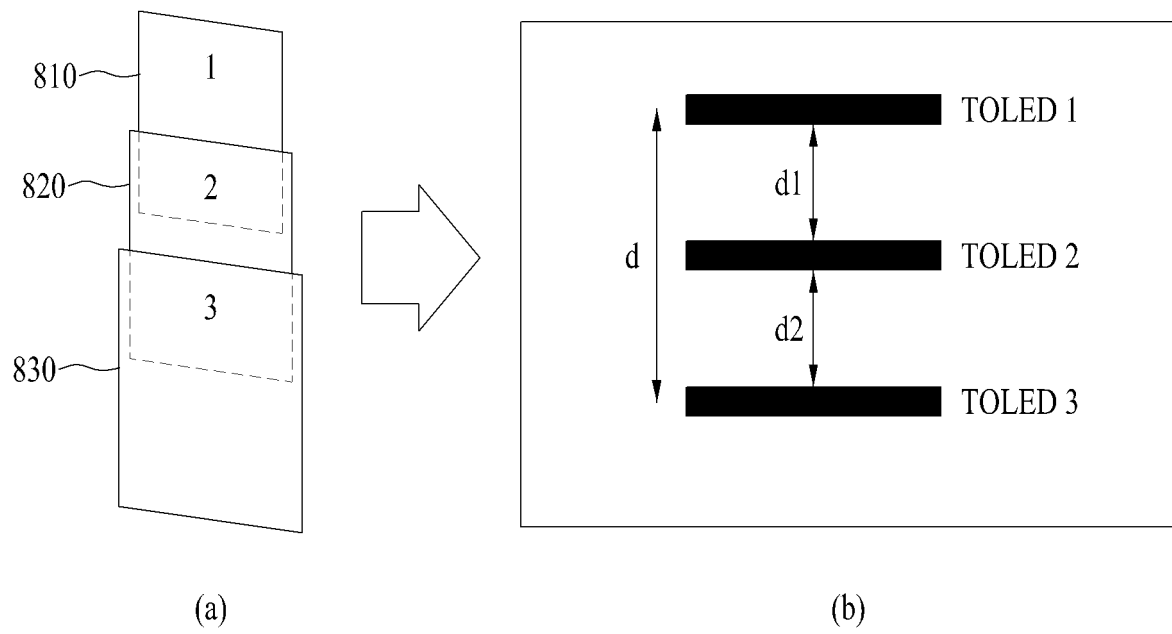 810
1
820
2
3
830
(a)
TOLED 1
d1
d
TOLED 2
d2
TOLED 3
(b)